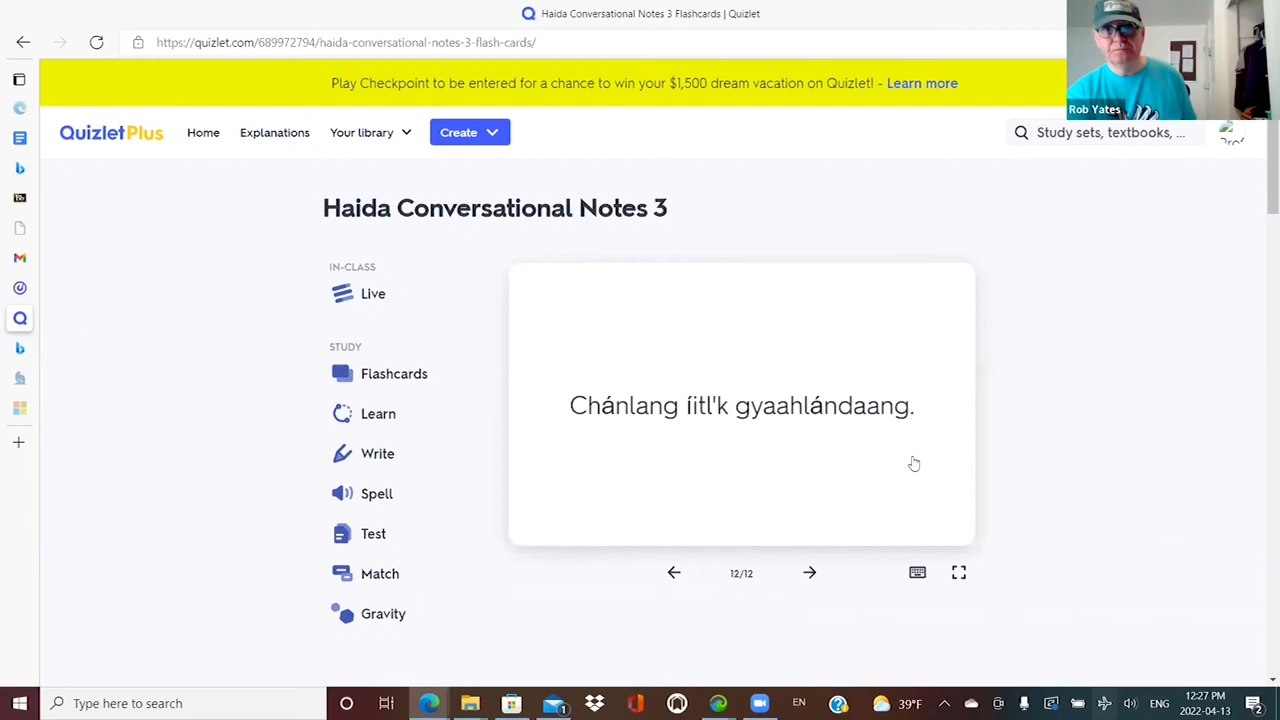 Haida Conversational Notes 3 Flashcards | Quizlet
https://quizlet.com/689972794/haida-conversational-notes-3-flash-cards/
Rob Yates
Play Checkpoint to be entered for a chance to win your $1,500 dream vacation on Quizlet! - Learn more
QuizletPlus Home Explanations Your library Create Study sets, textbooks, ...
Haida Conversational Notes 3
IN-CLASS
Live
STUDY
Flashcards
Learn
Write
Spell
Test
Match
Gravity
Chánlang íitl'k gyaahlándaang.
12/12
Type here to search
EN
39°F
ENG
12:27 PM
2022-04-13